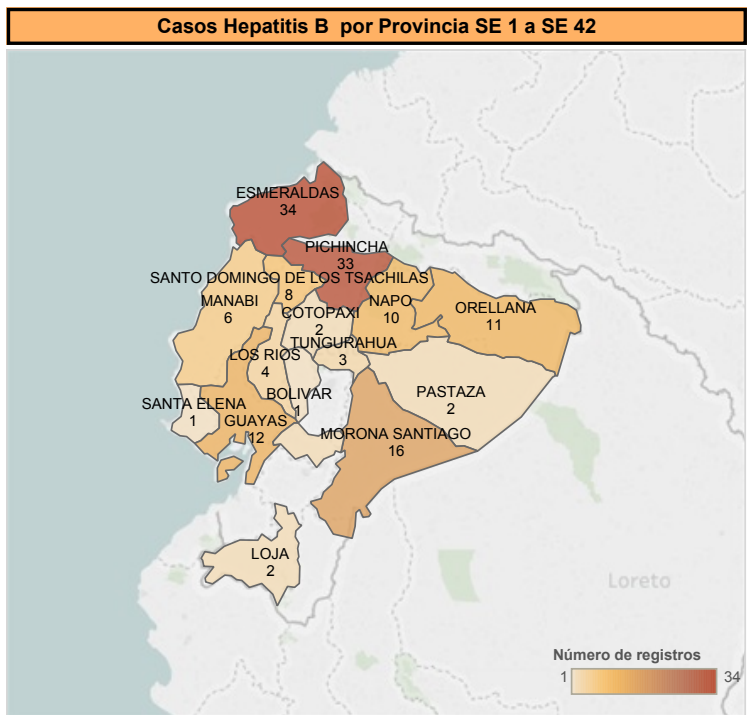 Casos Hepatitis B por Provincia SE 1 a SE 42
ESMERALDAS
34
PICHINCHA
33
SANTO DOMINGO DE LOS TSACHILAS
8
MANABI
6
NAPO
10
ORELLANA
11
COTOPAXI
2
TUNGURAHUA
3
LOS RIOS
4
BOLIVAR
1
PASTAZA
2
SANTA ELENA
1
GUAYAS
12
MORONA SANTIAGO
16
LOJA
2
Loreto
Número de registros
1
34